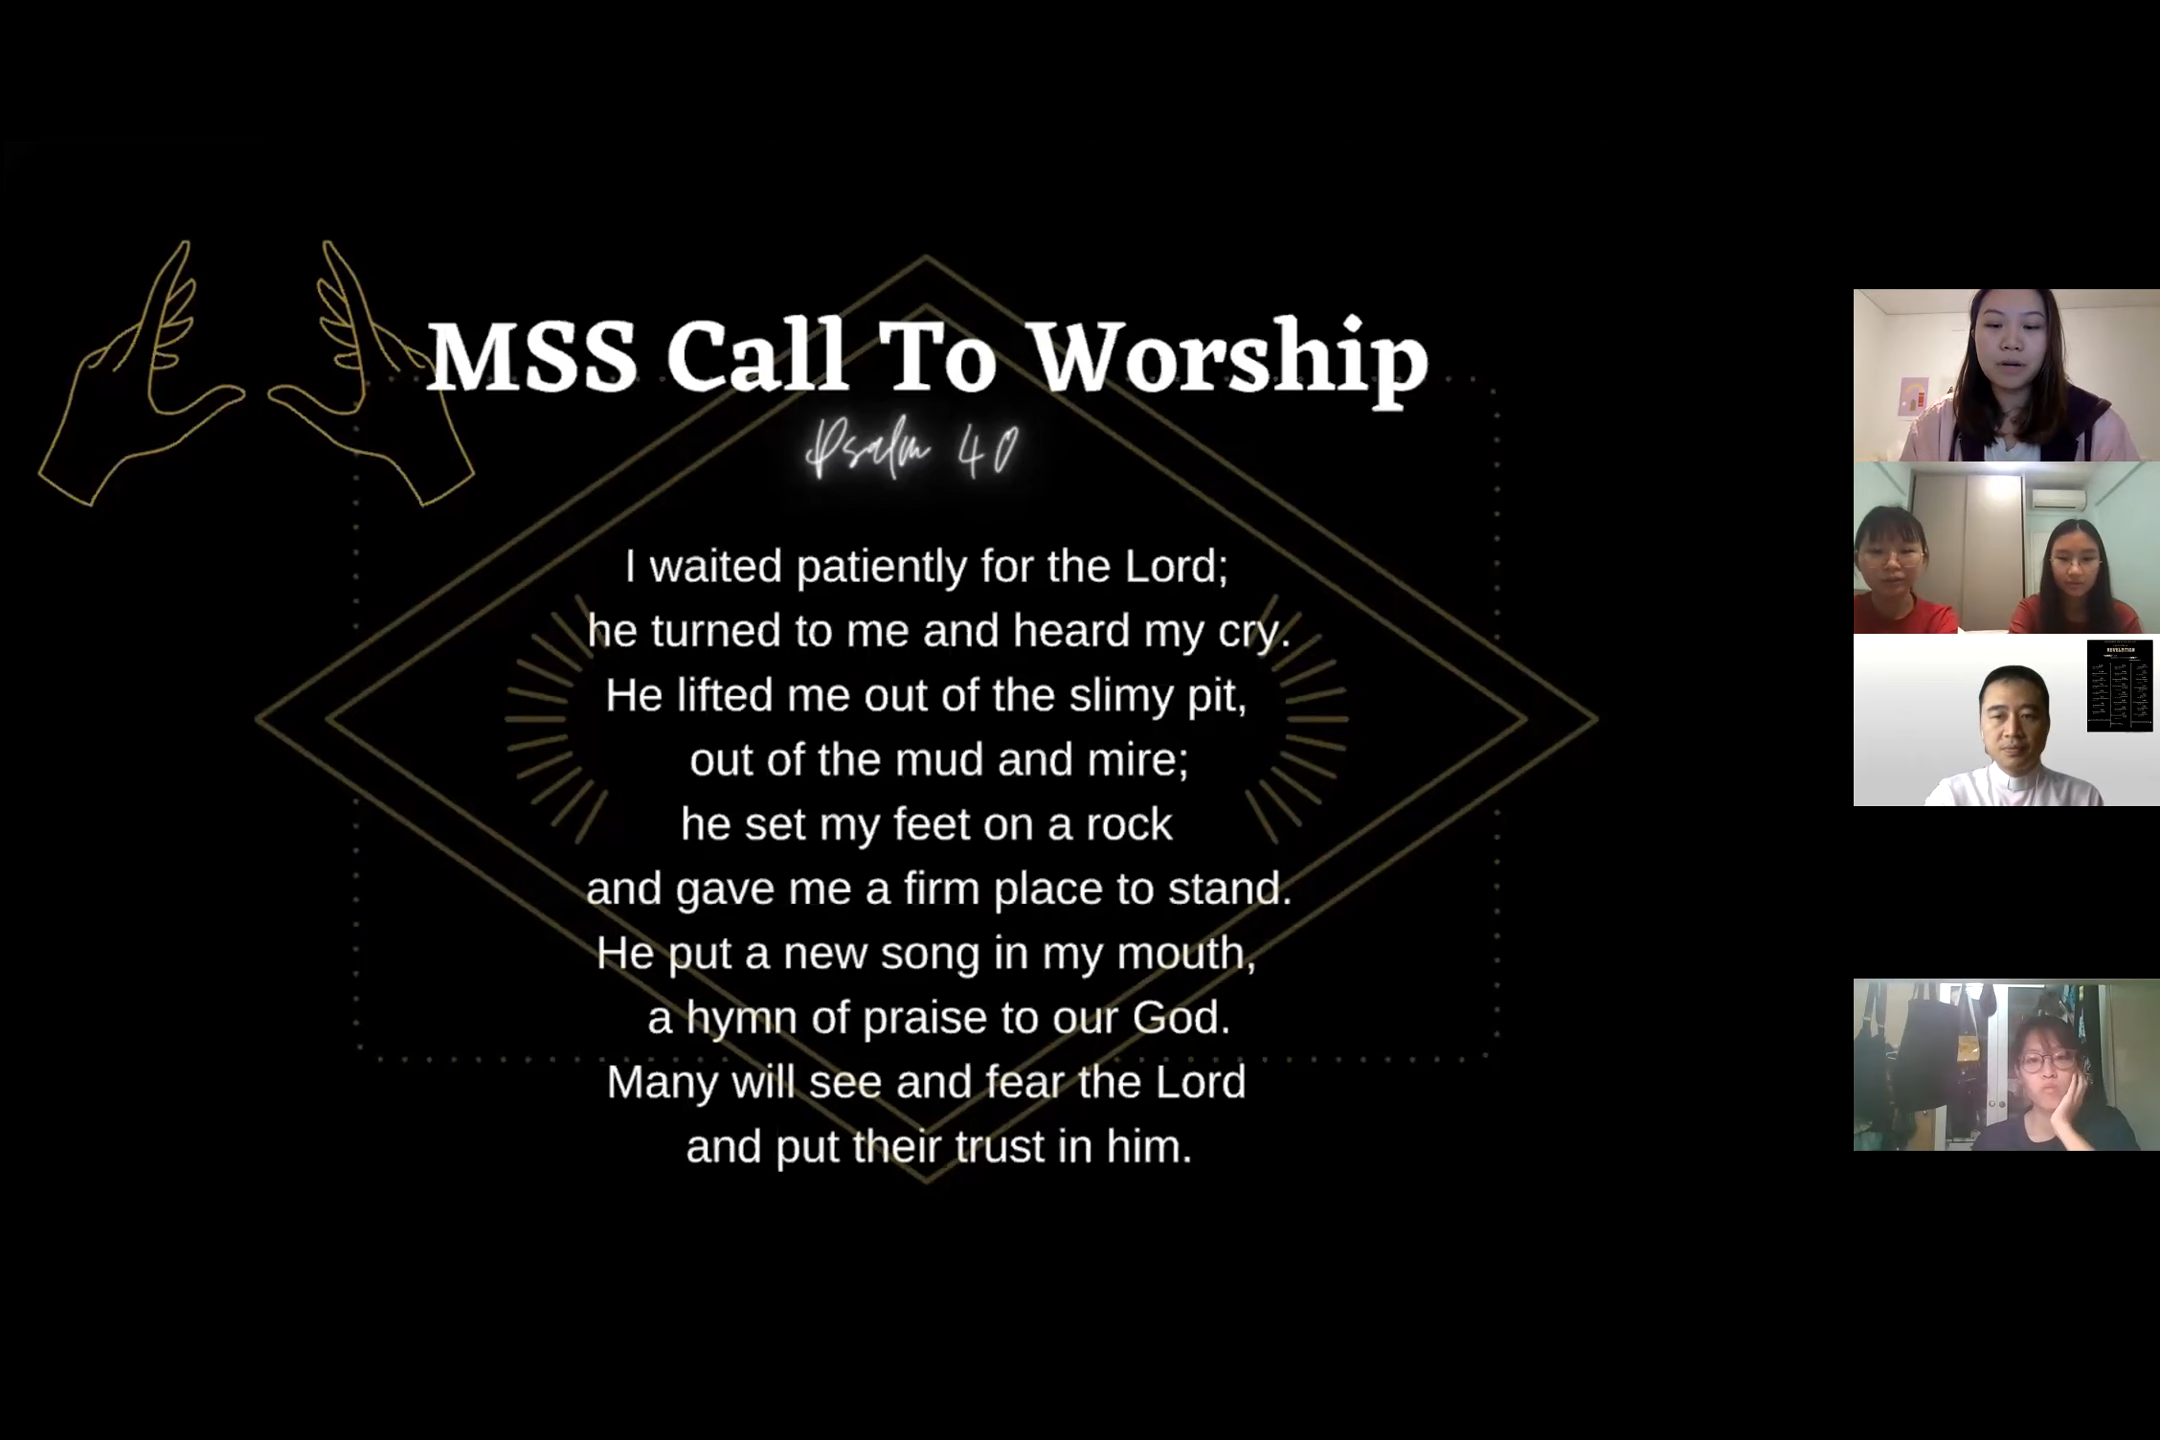 MSS Call To Worship
Psalm 40
I waited patiently for the Lord;
he turned to me and heard my cry.
He lifted me out of the slimy pit,
out of the mud and mire;
he set my feet on a rock
and gave me a firm place to stand.
He put a new song in my mouth,
a hymn of praise to our God.
Many will see and fear the Lord
and put their trust in him.
REVELATION